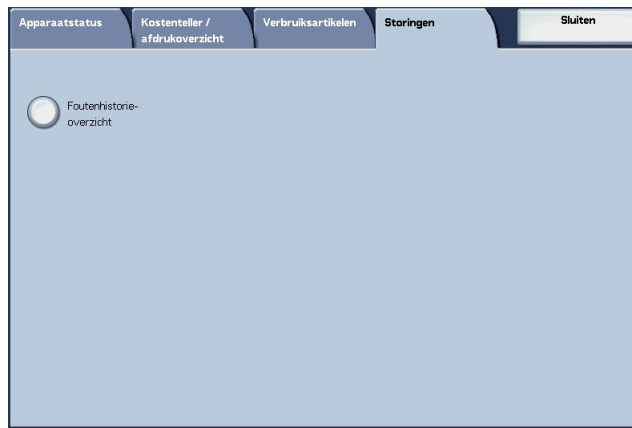 Apparaatstatus
Kostenteller /
afdrukoverzicht
Verbruiksartikelen
Storingen
Sluiten
Foutenhistorie-
overzicht